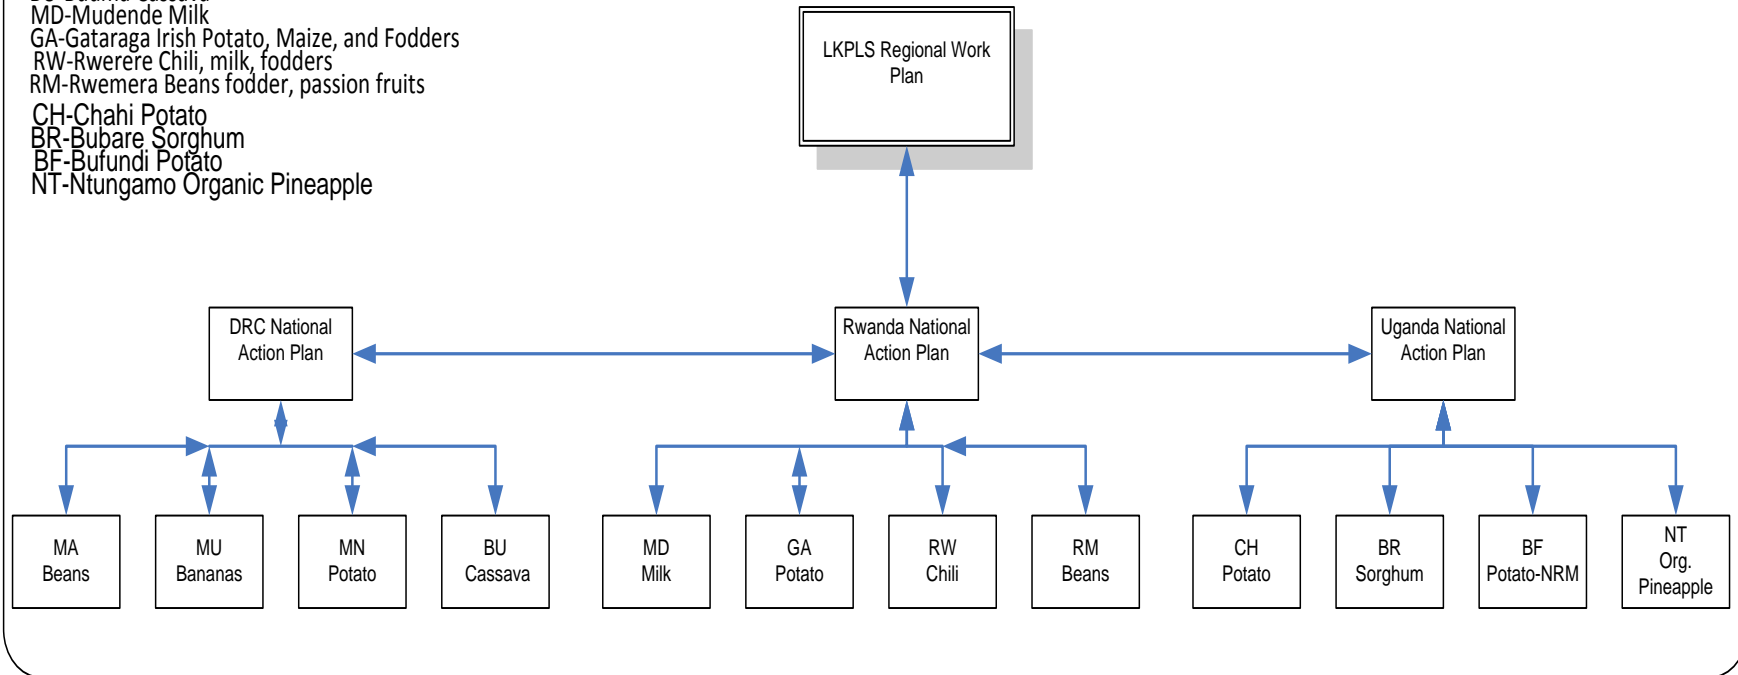 MD-Mudende Milk
GA-Gataraga Irish Potato, Maize, and Fodders
RW-Rwerere Chili, milk, fodders
RM-Rwemera Beans fodder, passion fruits
CH-Chahi Potato
BR-Bubare Sorghum
BF-Bufundi Potato
NT-Ntungamo Organic Pineapple
LKPLS Regional Work
Plan
DRC National
Action Plan
Rwanda National
Action Plan
Uganda National
Action Plan
MA
Beans
MU
Bananas
MN
Potato
BU
Cassava
MD
Milk
GA
Potato
RW
Chili
RM
Beans
CH
Potato
BR
Sorghum
BF
Potato-NRM
NT
Org.
Pineapple